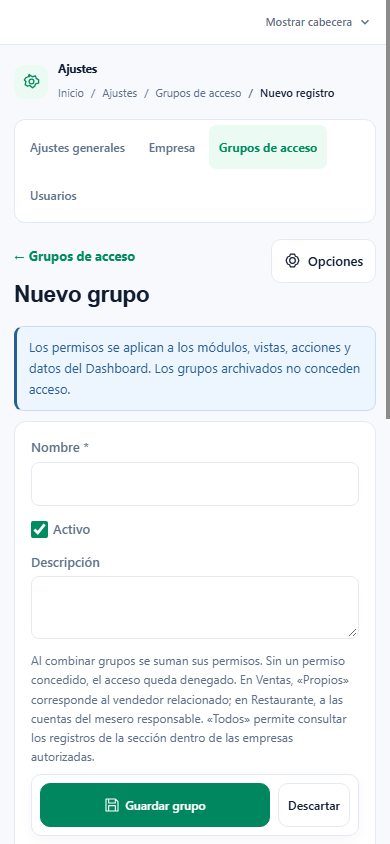 Mostrar cabecera
Ajustes
Inicio / Ajustes / Grupos de acceso / Nuevo registro
Ajustes generales Empresa Grupos de acceso
Usuarios
← Grupos de acceso
Opciones
Nuevo grupo
Los permisos se aplican a los módulos, vistas, acciones y
datos del Dashboard. Los grupos archivados no conceden
acceso.
Nombre *
Activo
Descripción
Al combinar grupos se suman sus permisos. Sin un permiso
concedido, el acceso queda denegado. En Ventas, «Propios»
corresponde al vendedor relacionado; en Restaurante, a las
cuentas del mesero responsable. «Todos» permite consultar
los registros de la sección dentro de las empresas
autorizadas.
Guardar grupo Descartar